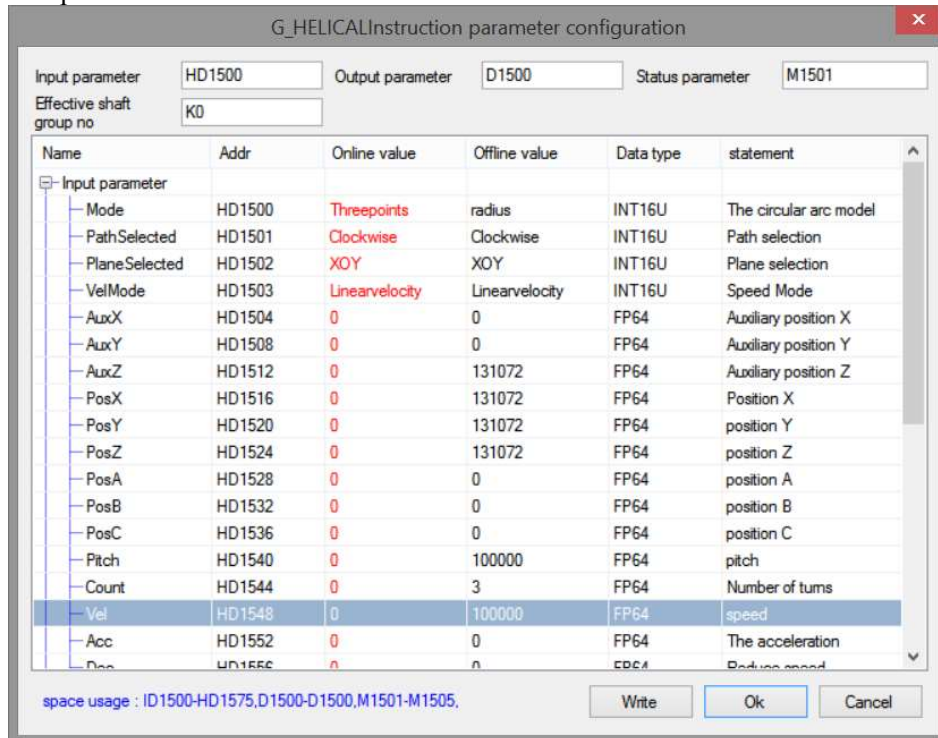 G_HELICALInstruction parameter configuration
Input parameter HD1500 Output parameter D1500 Status parameter M1501
Effective shaft group no K0
Name Addr Online value Offline value Data type statement
Input parameter
Mode HD1500 Threepoints radius INT16U The circular arc model
PathSelected HD1501 Clockwise Clockwise INT16U Path selection
PlaneSelected HD1502 XOY XOY INT16U Plane selection
VelMode HD1503 Linearvelocity Linearvelocity INT16U Speed Mode
AuxX HD1504 0 0 FP64 Auxiliary position X
AuxY HD1508 0 0 FP64 Auxiliary position Y
AuxZ HD1512 0 131072 FP64 Auxiliary position Z
PosX HD1516 0 131072 FP64 Position X
PosY HD1520 0 131072 FP64 position Y
PosZ HD1524 0 131072 FP64 position Z
PosA HD1528 0 0 FP64 position A
PosB HD1532 0 0 FP64 position B
PosC HD1536 0 0 FP64 position C
Pitch HD1540 0 100000 FP64 pitch
Count HD1544 0 3 FP64 Number of turns
Vel HD1548 0 100000 FP64 speed
Acc HD1552 0 0 FP64 The acceleration
Dec HD1556 0 0 FP64 Reduce speed
space usage : ID1500-HD1575,D1500-D1500,M1501-M1505, Write Ok Cancel